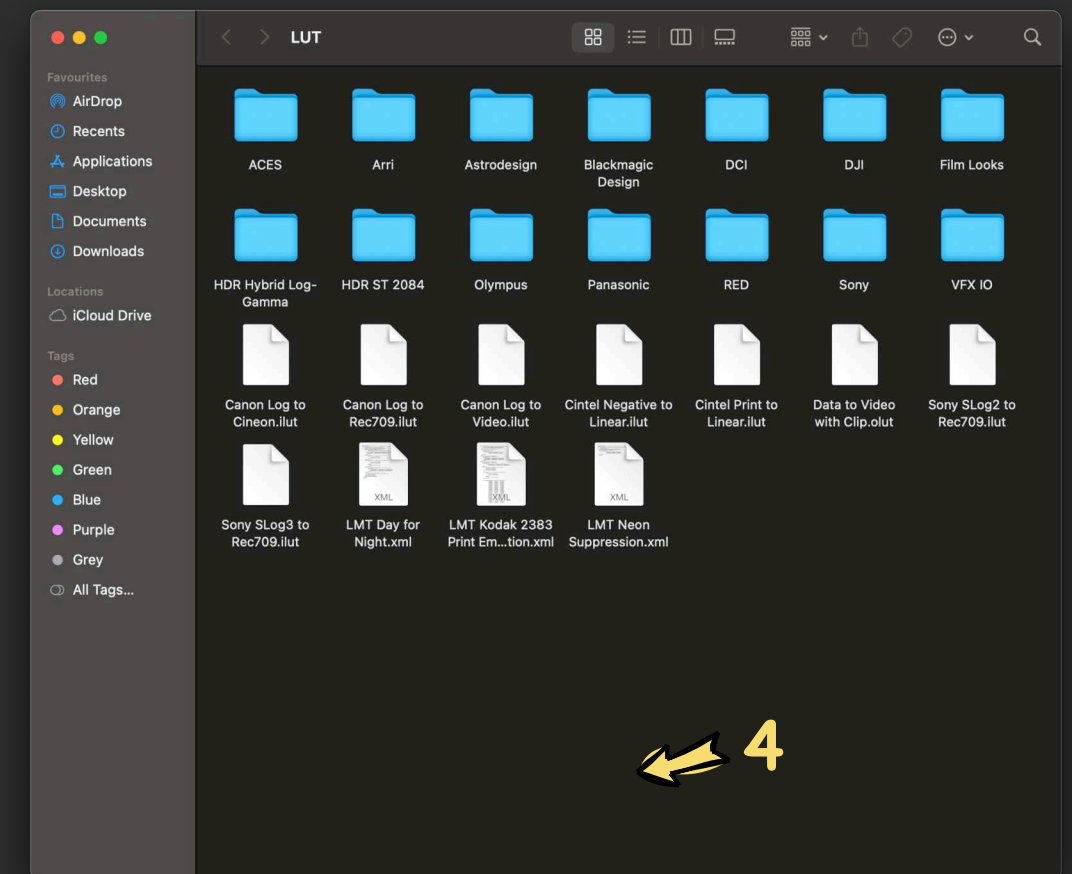 LUT
Favourites
AirDrop
Recents
Applications
Desktop
Documents
Downloads
Locations
iCloud Drive
Tags
Red
Orange
Yellow
Green
Blue
Purple
Grey
All Tags...
ACES
Arri
Astrodesign
Blackmagic
Design
DCI
DJI
Film Looks
HDR Hybrid Log-
Gamma
HDR ST 2084
Olympus
Panasonic
RED
Sony
VFX IO
Canon Log to
Cineon.ilut
Canon Log to
Rec709.ilut
Canon Log to
Video.ilut
Cintel Negative to
Linear.ilut
Cintel Print to
Linear.ilut
Data to Video
with Clip.olut
Sony SLog2 to
Rec709.ilut
Sony SLog3 to
Rec709.ilut
XML
LMT Day for
Night.xml
XML
LMT Kodak 2383
Print Em...tion.xml
XML
LMT Neon
Suppression.xml
4